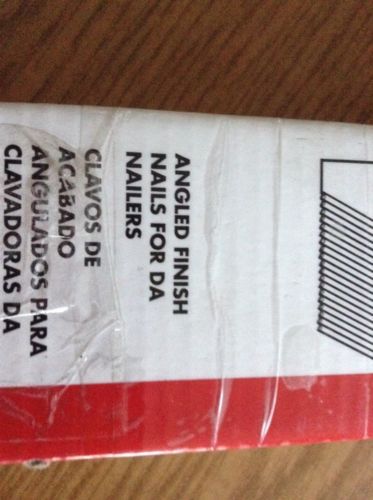 ANGLED FINISH
NAILS FOR DA
NAILERS
CLAVOS DE
ACABADO
ANGULADOS PARA
CLAVADORAS DA